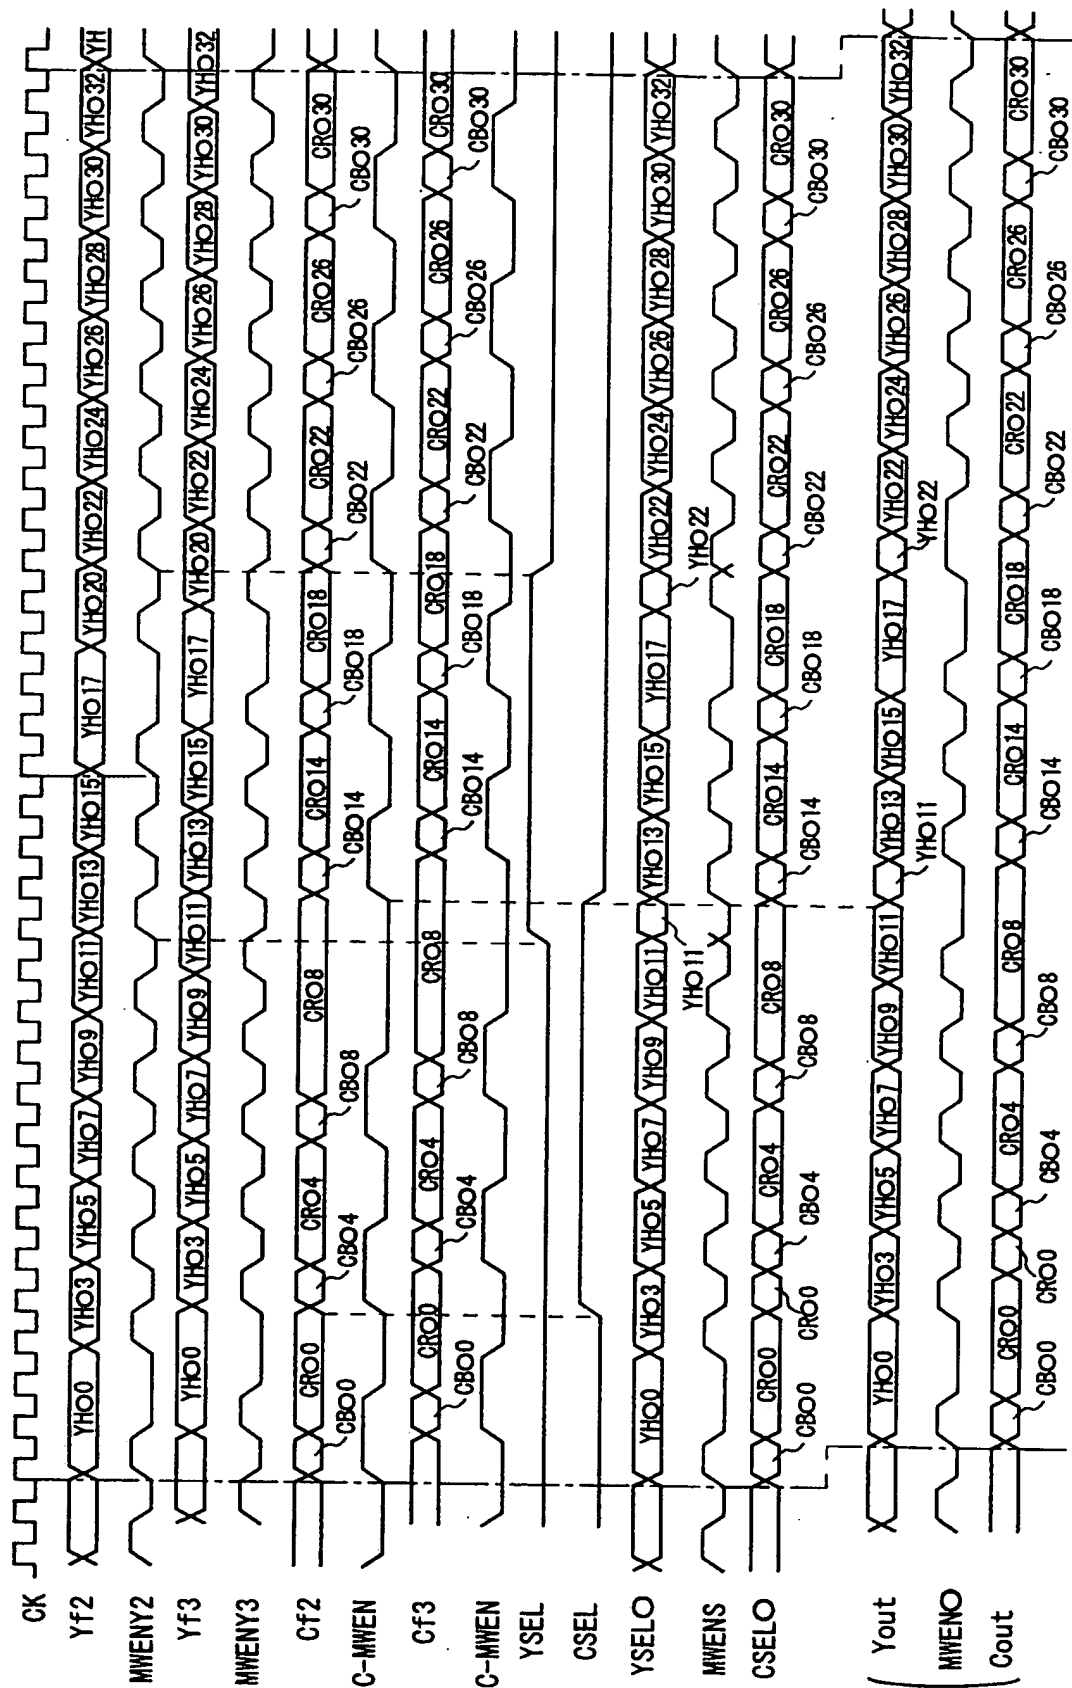 CK
Yf2 YHO0 YHO3 YHO5 YHO7 YHO9 YHO11 YHO13 YHO15 YHO17 YHO20 YHO22 YHO24 YHO26 YHO28 YHO30 YHO32 YH
MWENY2
Yf3 YHO0 YHO3 YHO5 YHO7 YHO9 YHO11 YHO13 YHO15 YHO17 YHO20 YHO22 YHO24 YHO26 YHO28 YHO30 YHO32
MWENY3
Cf2 CRO0 CRO4 CRO8 CRO14 CRO18 CRO22 CRO26 CRO30
CBO0 CBO4 CBO8 CBO14 CBO18 CBO22 CBO26 CBO30
C-MWEN
Cf3 CRO0 CRO4 CRO8 CRO14 CRO18 CRO22 CRO26 CRO30
CBO0 CBO4 CBO8 CBO14 CBO18 CBO22 CBO26 CBO30
C-MWEN
YSEL
CSEL
YSELO YHO0 YHO3 YHO5 YHO7 YHO9 YHO11 YHO13 YHO15 YHO17 YHO22 YHO24 YHO26 YHO28 YHO30 YHO32
YHO11 YHO22
MWENS
CSELO CRO0 CRO4 CRO8 CRO14 CRO18 CRO22 CRO26 CRO30
CBO0 CRO0 CBO4 CBO8 CBO14 CBO18 CBO22 CBO26 CBO30
Yout YHO0 YHO3 YHO5 YHO7 YHO9 YHO11 YHO13 YHO15 YHO17 YHO22 YHO24 YHO26 YHO28 YHO30 YHO32
YHO11 YHO22
MWENO
Cout CRO0 CRO4 CRO8 CRO14 CRO18 CRO22 CRO26 CRO30
CBO0 CRO0 CBO4 CBO8 CBO14 CBO18 CBO22 CBO26 CBO30